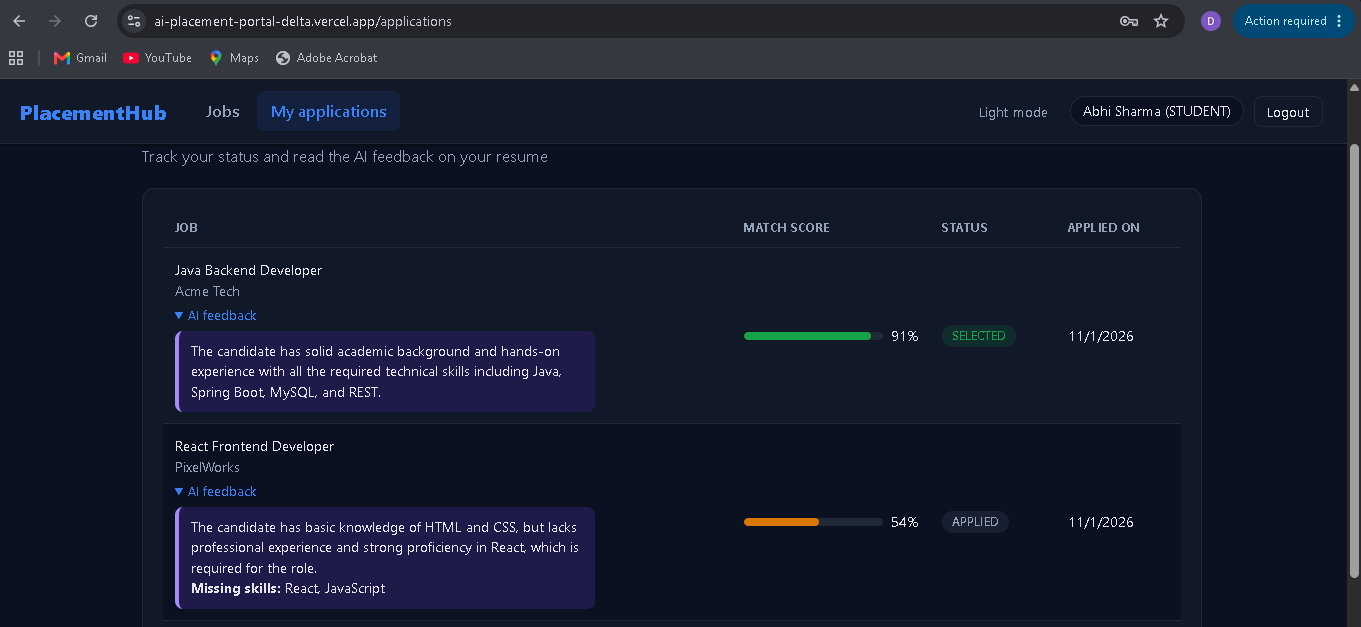 ai-placement-portal-delta.vercel.app/applications
D
Action required
Gmail
YouTube
Maps
Adobe Acrobat
PlacementHub
Jobs
My applications
Light mode
Abhi Sharma (STUDENT)
Logout
Track your status and read the AI feedback on your resume
JOB
MATCH SCORE
STATUS
APPLIED ON
Java Backend Developer
Acme Tech
▼ AI feedback
The candidate has solid academic background and hands-on
experience with all the required technical skills including Java,
Spring Boot, MySQL, and REST.
91%
SELECTED
11/1/2026
React Frontend Developer
PixelWorks
▼ AI feedback
The candidate has basic knowledge of HTML and CSS, but lacks
professional experience and strong proficiency in React, which is
required for the role.
Missing skills: React, JavaScript
54%
APPLIED
11/1/2026